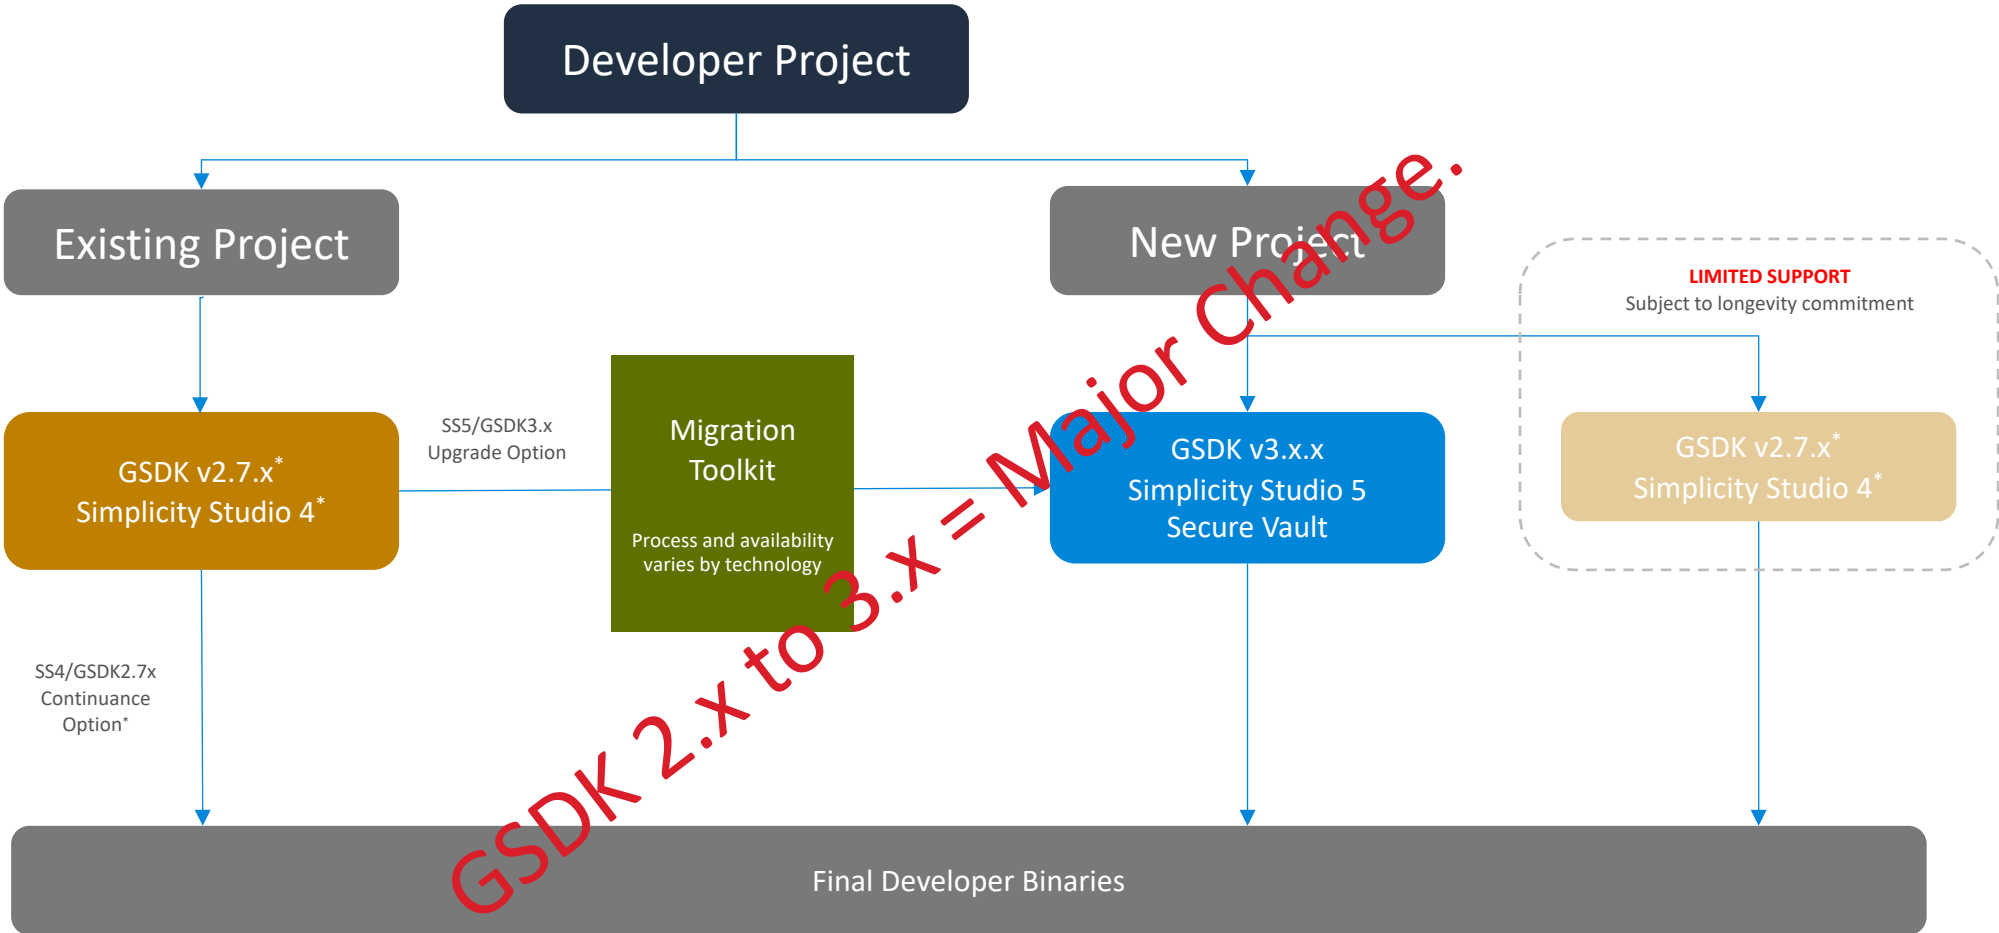 Developer Project
Existing Project
New Project
LIMITED SUPPORT
Subject to longevity commitment
GSDK v2.7.x*
Simplicity Studio 4*
SS5/GSDK3.x
Upgrade Option
Migration
Toolkit
Process and availability
varies by technology
GSDK v3.x.x
Simplicity Studio 5
Secure Vault
GSDK v2.7.x*
Simplicity Studio 4*
SS4/GSDK2.7x
Continuance
Option*
GSDK 2.x to 3.x = Major Change.
Final Developer Binaries